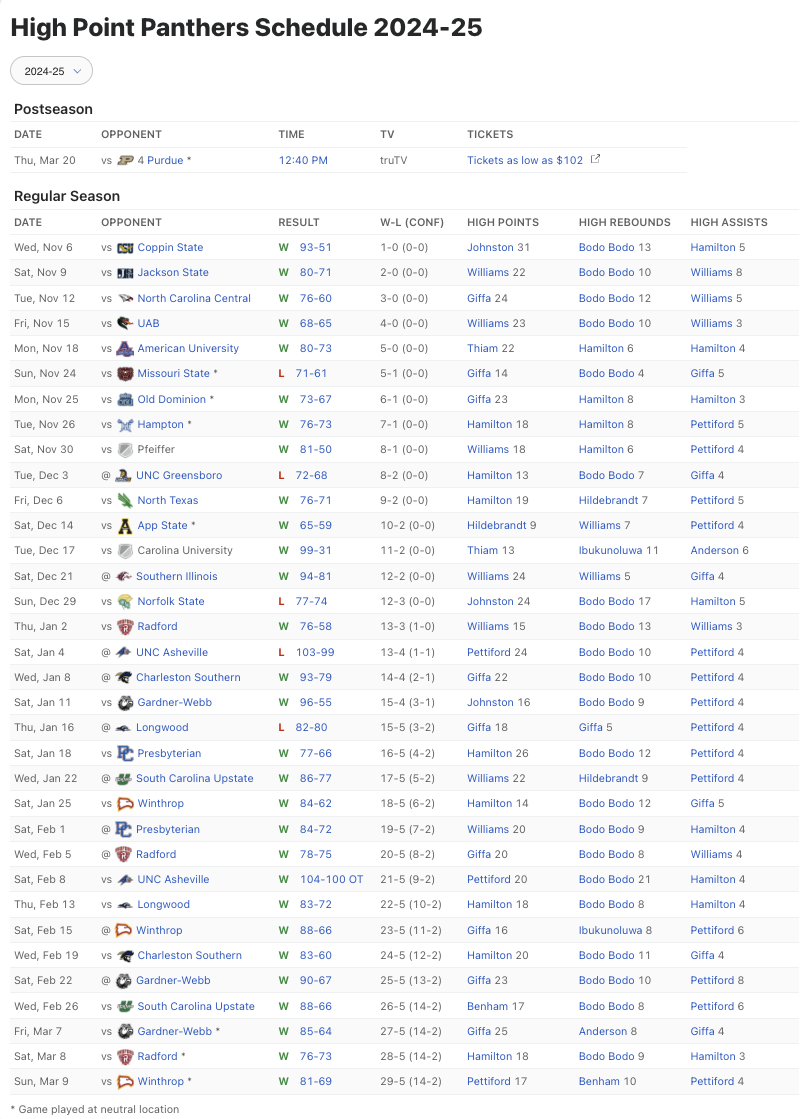 High Point Panthers Schedule 2024-25
2024-25
Postseason
DATE OPPONENT TIME TV TICKETS
Thu, Mar 20 vs 4 Purdue * 12:40 PM truTV Tickets as low as $102
Regular Season
DATE OPPONENT RESULT W-L (CONF) HIGH POINTS HIGH REBOUNDS HIGH ASSISTS
Wed, Nov 6 vs Coppin State W 93-51 1-0 (0-0) Johnston 31 Bodo Bodo 13 Hamilton 5
Sat, Nov 9 vs Jackson State W 80-71 2-0 (0-0) Williams 22 Bodo Bodo 10 Williams 8
Tue, Nov 12 vs North Carolina Central W 76-60 3-0 (0-0) Giffa 24 Bodo Bodo 12 Williams 5
Fri, Nov 15 vs UAB W 68-65 4-0 (0-0) Williams 23 Bodo Bodo 10 Williams 3
Mon, Nov 18 vs American University W 80-73 5-0 (0-0) Thiam 22 Hamilton 6 Hamilton 4
Sun, Nov 24 vs Missouri State * L 71-61 5-1 (0-0) Giffa 14 Bodo Bodo 4 Giffa 5
Mon, Nov 25 vs Old Dominion * W 73-67 6-1 (0-0) Giffa 23 Hamilton 8 Hamilton 3
Tue, Nov 26 vs Hampton * W 76-73 7-1 (0-0) Hamilton 18 Hamilton 8 Pettiford 5
Sat, Nov 30 vs Pfeiffer W 81-50 8-1 (0-0) Williams 18 Hamilton 6 Pettiford 4
Tue, Dec 3 @ UNC Greensboro L 72-68 8-2 (0-0) Hamilton 13 Bodo Bodo 7 Giffa 4
Fri, Dec 6 vs North Texas W 76-71 9-2 (0-0) Hamilton 19 Hildebrandt 7 Pettiford 5
Sat, Dec 14 vs App State * W 65-59 10-2 (0-0) Hildebrandt 9 Williams 7 Pettiford 4
Tue, Dec 17 vs Carolina University W 99-31 11-2 (0-0) Thiam 13 Ibukunoluwa 11 Anderson 6
Sat, Dec 21 @ Southern Illinois W 94-81 12-2 (0-0) Williams 24 Williams 5 Giffa 4
Sun, Dec 29 vs Norfolk State L 77-74 12-3 (0-0) Johnston 24 Bodo Bodo 17 Hamilton 5
Thu, Jan 2 vs Radford W 76-58 13-3 (1-0) Williams 15 Bodo Bodo 13 Williams 3
Sat, Jan 4 @ UNC Asheville L 103-99 13-4 (1-1) Pettiford 24 Bodo Bodo 10 Pettiford 4
Wed, Jan 8 @ Charleston Southern W 93-79 14-4 (2-1) Giffa 22 Bodo Bodo 10 Pettiford 4
Sat, Jan 11 vs Gardner-Webb W 96-55 15-4 (3-1) Johnston 16 Bodo Bodo 9 Pettiford 4
Thu, Jan 16 @ Longwood L 82-80 15-5 (3-2) Giffa 18 Giffa 5 Pettiford 4
Sat, Jan 18 vs Presbyterian W 77-66 16-5 (4-2) Hamilton 26 Bodo Bodo 12 Pettiford 4
Wed, Jan 22 @ South Carolina Upstate W 86-77 17-5 (5-2) Williams 22 Hildebrandt 9 Pettiford 4
Sat, Jan 25 vs Winthrop W 84-62 18-5 (6-2) Hamilton 14 Bodo Bodo 12 Giffa 5
Sat, Feb 1 @ Presbyterian W 84-72 19-5 (7-2) Williams 20 Bodo Bodo 9 Hamilton 4
Wed, Feb 5 @ Radford W 78-75 20-5 (8-2) Giffa 20 Bodo Bodo 8 Williams 4
Sat, Feb 8 vs UNC Asheville W 104-100 OT 21-5 (9-2) Pettiford 20 Bodo Bodo 21 Hamilton 4
Thu, Feb 13 vs Longwood W 83-72 22-5 (10-2) Hamilton 18 Bodo Bodo 8 Hamilton 4
Sat, Feb 15 @ Winthrop W 88-66 23-5 (11-2) Giffa 16 Ibukunoluwa 8 Pettiford 6
Wed, Feb 19 vs Charleston Southern W 83-60 24-5 (12-2) Hamilton 20 Bodo Bodo 11 Giffa 4
Sat, Feb 22 @ Gardner-Webb W 90-67 25-5 (13-2) Giffa 23 Bodo Bodo 10 Pettiford 8
Wed, Feb 26 vs South Carolina Upstate W 88-66 26-5 (14-2) Benham 17 Bodo Bodo 8 Pettiford 6
Fri, Mar 7 vs Gardner-Webb * W 85-64 27-5 (14-2) Giffa 25 Anderson 8 Giffa 4
Sat, Mar 8 vs Radford * W 76-73 28-5 (14-2) Hamilton 18 Bodo Bodo 9 Hamilton 3
Sun, Mar 9 vs Winthrop * W 81-69 29-5 (14-2) Pettiford 17 Benham 10 Pettiford 4
* Game played at neutral location